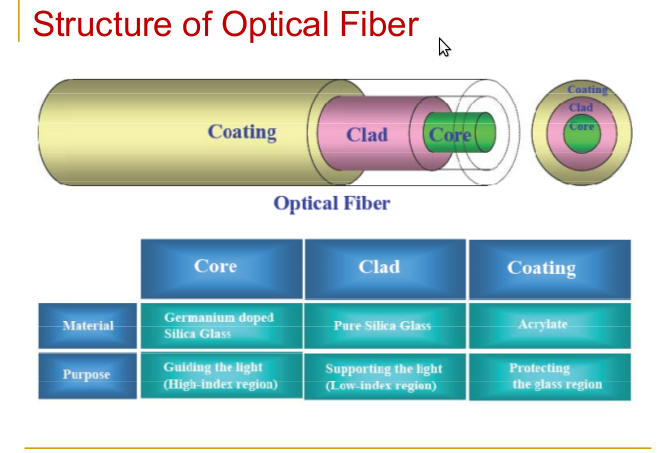 Structure of Optical Fiber
Coating
Clad
Core
Coating
Clad
Core
Optical Fiber
Core
Clad
Coating
Material
Germanium doped
Silica Glass
Pure Silica Glass
Acrylate
Purpose
Guiding the light
(High-index region)
Supporting the light
(Low-index region)
Protecting
the glass region